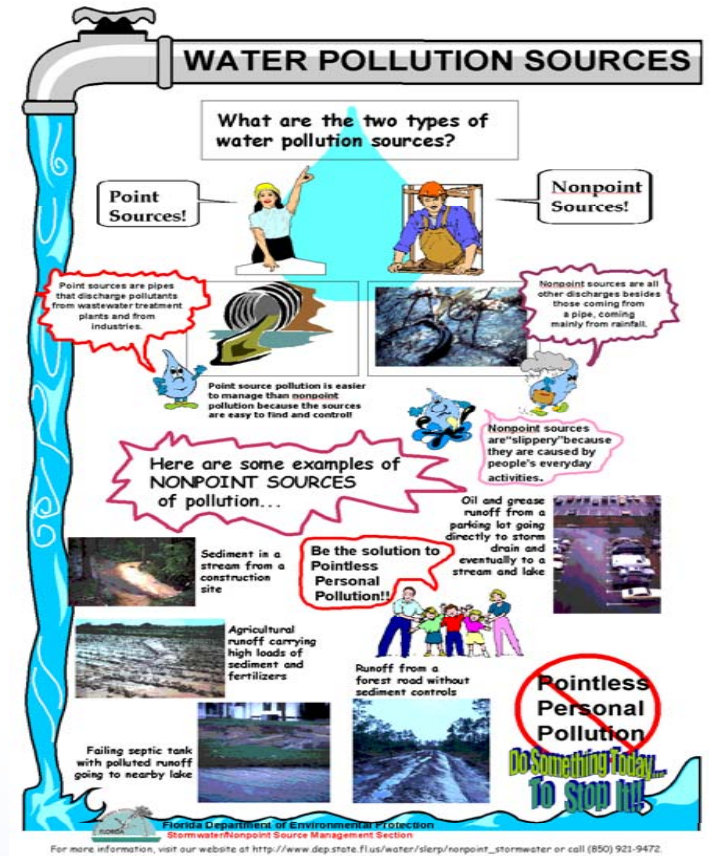 WATER POLLUTION SOURCES
What are the two types of
water pollution sources?
Point
Sources!
Nonpoint
Sources!
Point sources are pipes
that discharge pollutants
from wastewater treatment
plants and from
industries.
Nonpoint sources are all
other discharges besides
those coming from
a pipe, coming
mainly from rainfall.
Point source pollution is easier
to manage than nonpoint
pollution because the sources
are easy to find and control!
Nonpoint sources
are"slippery"because
they are caused by
people's everyday
activities.
Here are some examples of
NONPOINT SOURCES
of pollution...
Oil and grease
runoff from a
parking lot going
directly to storm
drain and
eventually to a
stream and lake
Sediment in a
stream from a
construction
site
Be the solution to
Pointless
Personal
Pollution!!
Agricultural
runoff carrying
high loads of
sediment and
fertilizers
Runoff from a
forest road without
sediment controls
Pointless
Personal
Pollution
Do Something Today...
To Stop It!!
Failing septic tank
with polluted runoff
going to nearby lake
FLORIDA
Florida Department of Environmental Protection
Stormwater/Nonpoint Source Management Section
For more information, visit our website at http://www.dep.state.fl.us/water/slerp/nonpoint_stormwater or call (850) 921-9472.